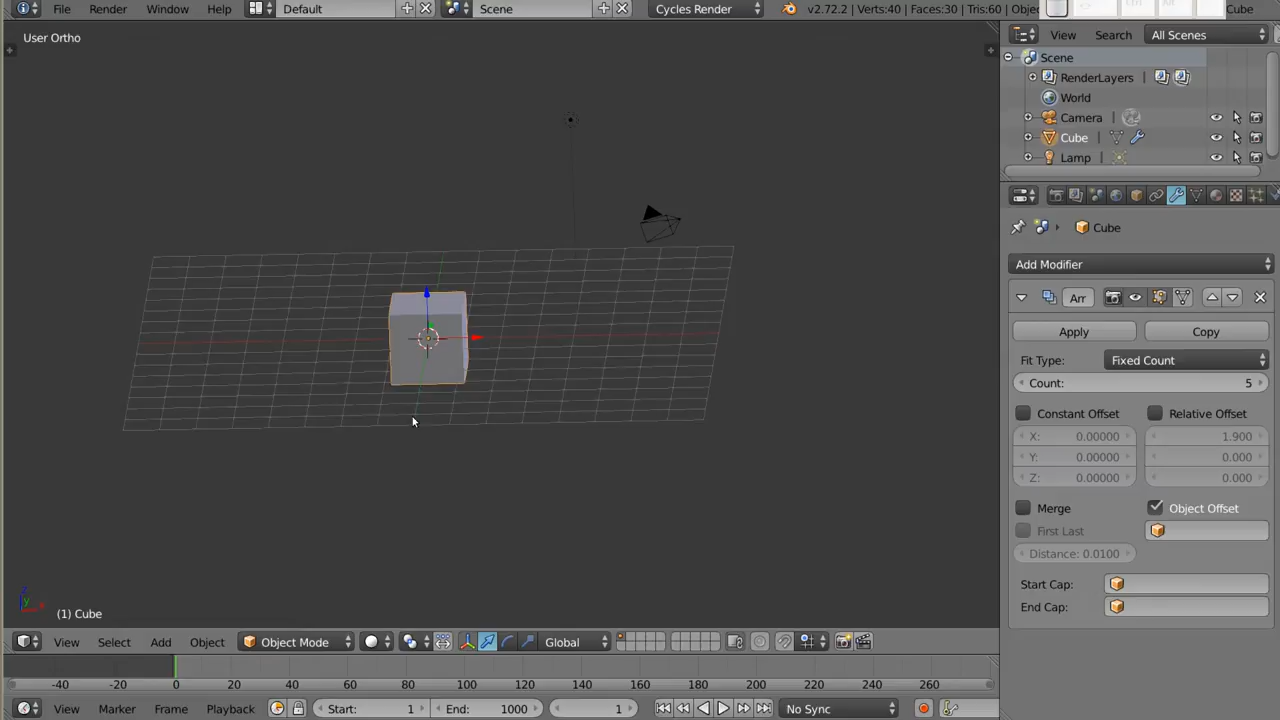 File Render Window Help Default Scene Cycles Render v2.72.2 | Verts:40 | Faces:30 | Tris:60 | Objec Cube
User Ortho
View Search All Scenes
Scene
RenderLayers
World
Camera
Cube
Lamp
Cube
Add Modifier
Arr
Apply Copy
Fit Type: Fixed Count
Count: 5
Constant Offset Relative Offset
X: 0.00000 1.900
Y: 0.00000 0.000
Z: 0.00000 0.000
Merge Object Offset
First Last
Distance: 0.0100
Start Cap:
End Cap:
(1) Cube
View Select Add Object Object Mode Global
-40 -20 0 20 40 60 80 100 120 140 160 180 200 220 240 260
View Marker Frame Playback Start: 1 End: 1000 1 No Sync